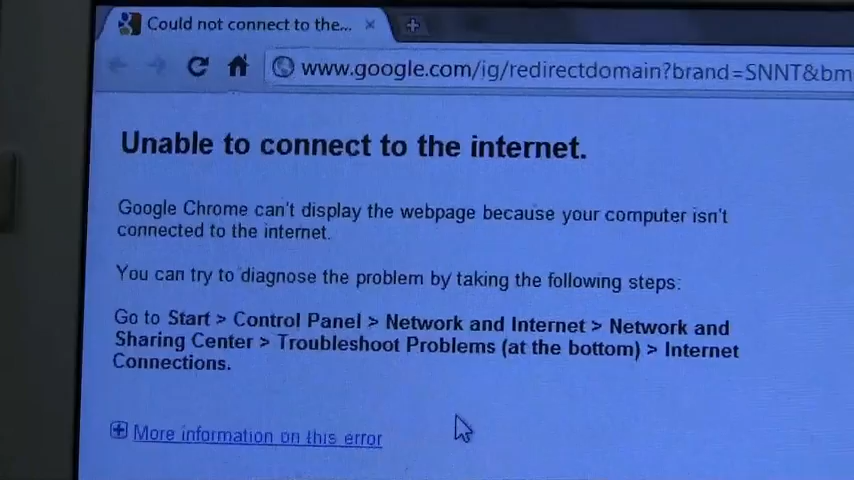 Could not connect to the...
www.google.com/ig/redirectdomain?brand=SNNT&bm
Unable to connect to the internet.
Google Chrome can't display the webpage because your computer isn't
connected to the internet.
You can try to diagnose the problem by taking the following steps:
Go to Start > Control Panel > Network and Internet > Network and
Sharing Center > Troubleshoot Problems (at the bottom) > Internet
Connections.
More information on this error